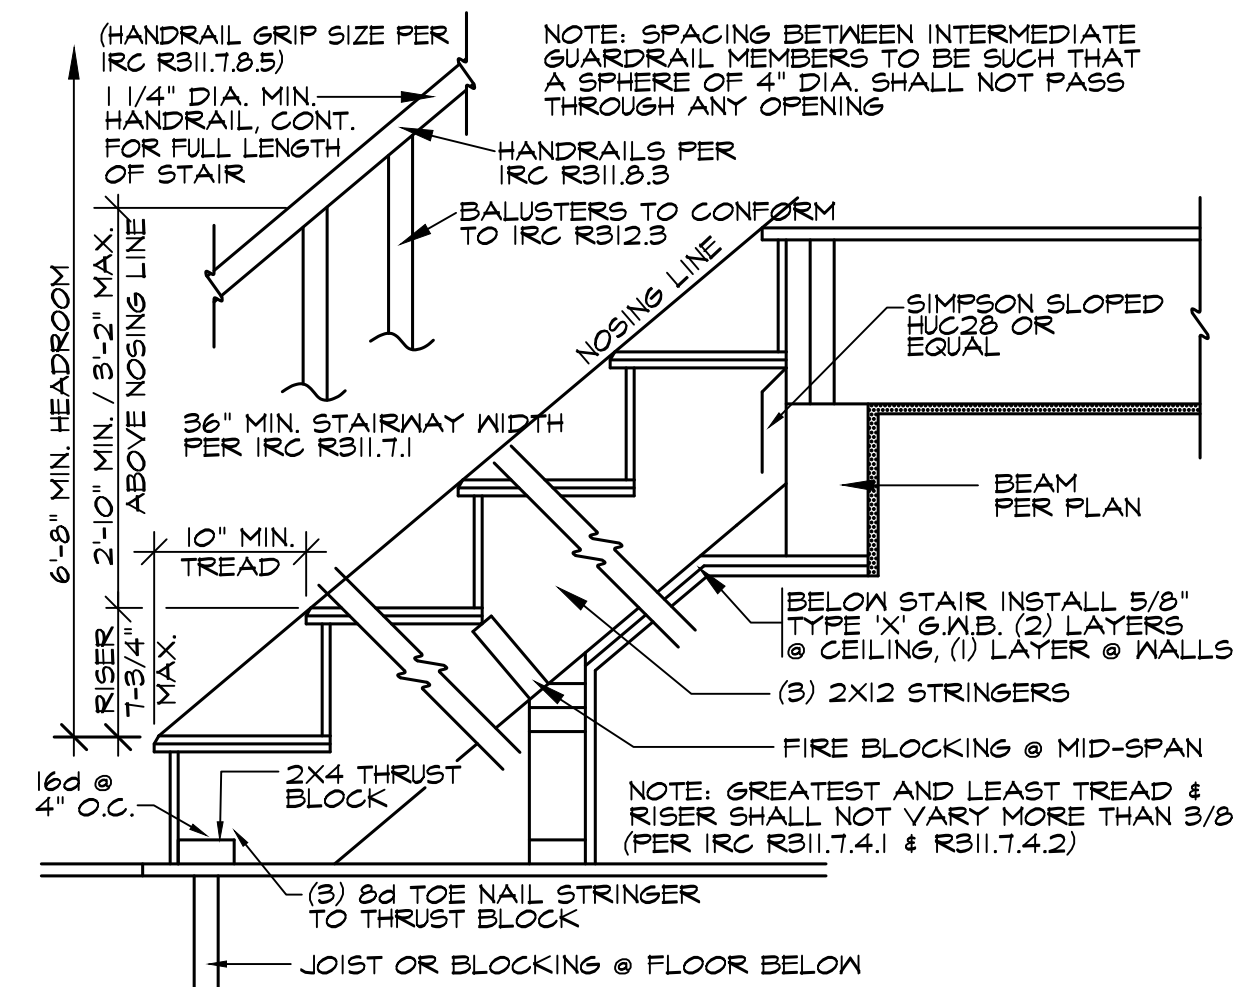 (HANDRAIL GRIP SIZE PER
IRC R311.7.8.5)
1 1/4" DIA. MIN.
HANDRAIL, CONT.
FOR FULL LENGTH
OF STAIR
NOTE: SPACING BETWEEN INTERMEDIATE
GUARDRAIL MEMBERS TO BE SUCH THAT
A SPHERE OF 4" DIA. SHALL NOT PASS
THROUGH ANY OPENING
HANDRAILS PER
IRC R311.8.3
BALUSTERS TO CONFORM
TO IRC R312.3
NOSING LINE
SIMPSON SLOPED
HUC28 OR
EQUAL
6'-8" MIN. HEADROOM
2'-10" MIN. / 3'-2" MAX.
ABOVE NOSING LINE
36" MIN. STAIRWAY WIDTH
PER IRC R311.7.1
BEAM
PER PLAN
10" MIN.
TREAD
RISER
7-3/4"
MAX.
BELOW STAIR INSTALL 5/8"
TYPE 'X' G.W.B. (2) LAYERS
@ CEILING, (1) LAYER @ WALLS
(3) 2X12 STRINGERS
FIRE BLOCKING @ MID-SPAN
16d @
4" O.C.
2X4 THRUST
BLOCK
NOTE: GREATEST AND LEAST TREAD &
RISER SHALL NOT VARY MORE THAN 3/8
(PER IRC R311.7.4.1 & R311.7.4.2)
(3) 8d TOE NAIL STRINGER
TO THRUST BLOCK
JOIST OR BLOCKING @ FLOOR BELOW